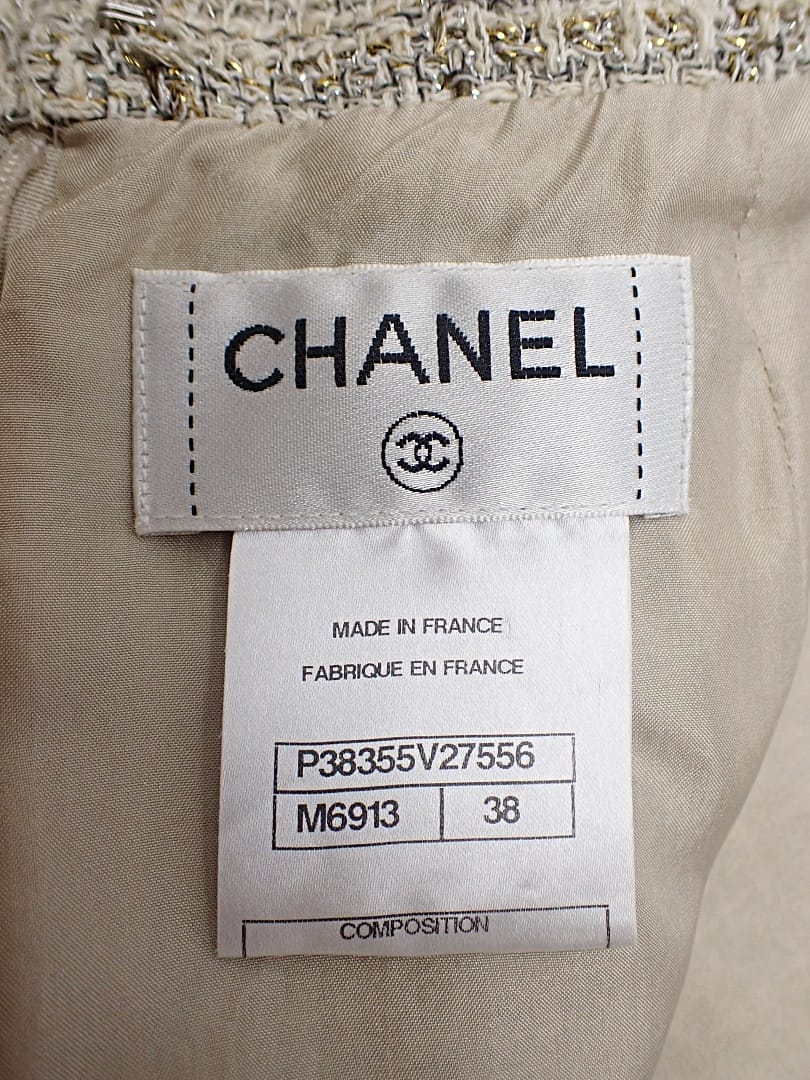 CHANEL
MADE IN FRANCE
FABRIQUE EN FRANCE
P38355V27556
M6913 38
COMPOSITION